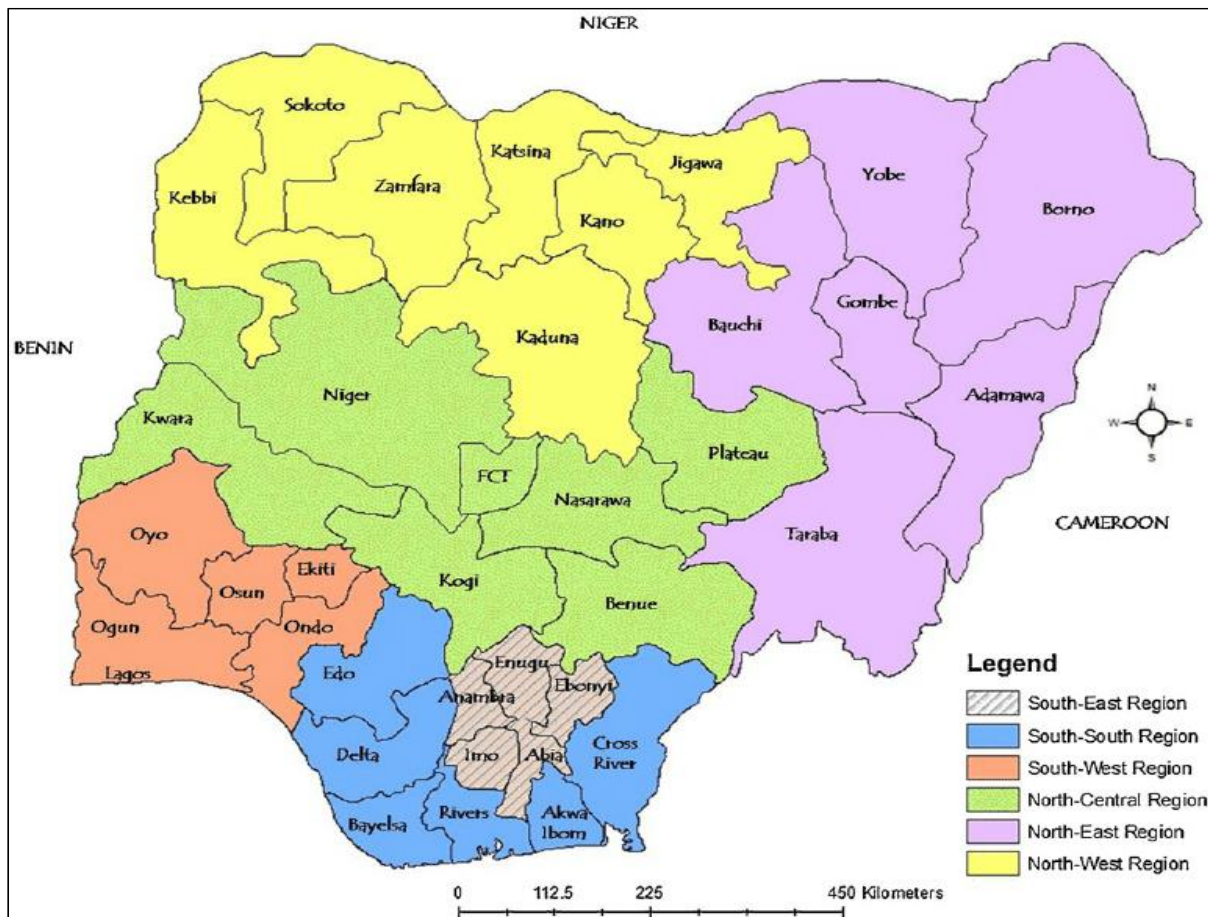 NIGER
Sokoto
Katsina
Jigawa
Yobe
Kebbi
Zamfara
Kano
Borno
Gombe
Bauchi
Kaduna
BENIN
Niger
Adamawa
Kwara
N
W E
S
Plateau
FCT
Nasarawa
CAMEROON
Oyo
Taraba
Ekiti
Kogi
Osun
Benue
Ogun
Ondo
Lagos
Edo
Enugu
Ebonyi
Anambra
Delta
Imo
Abia
Cross
River
Bayelsa
Rivers
Akwa
Ibom
Legend
South-East Region
South-South Region
South-West Region
North-Central Region
North-East Region
North-West Region
0 112.5 225 450 Kilometers